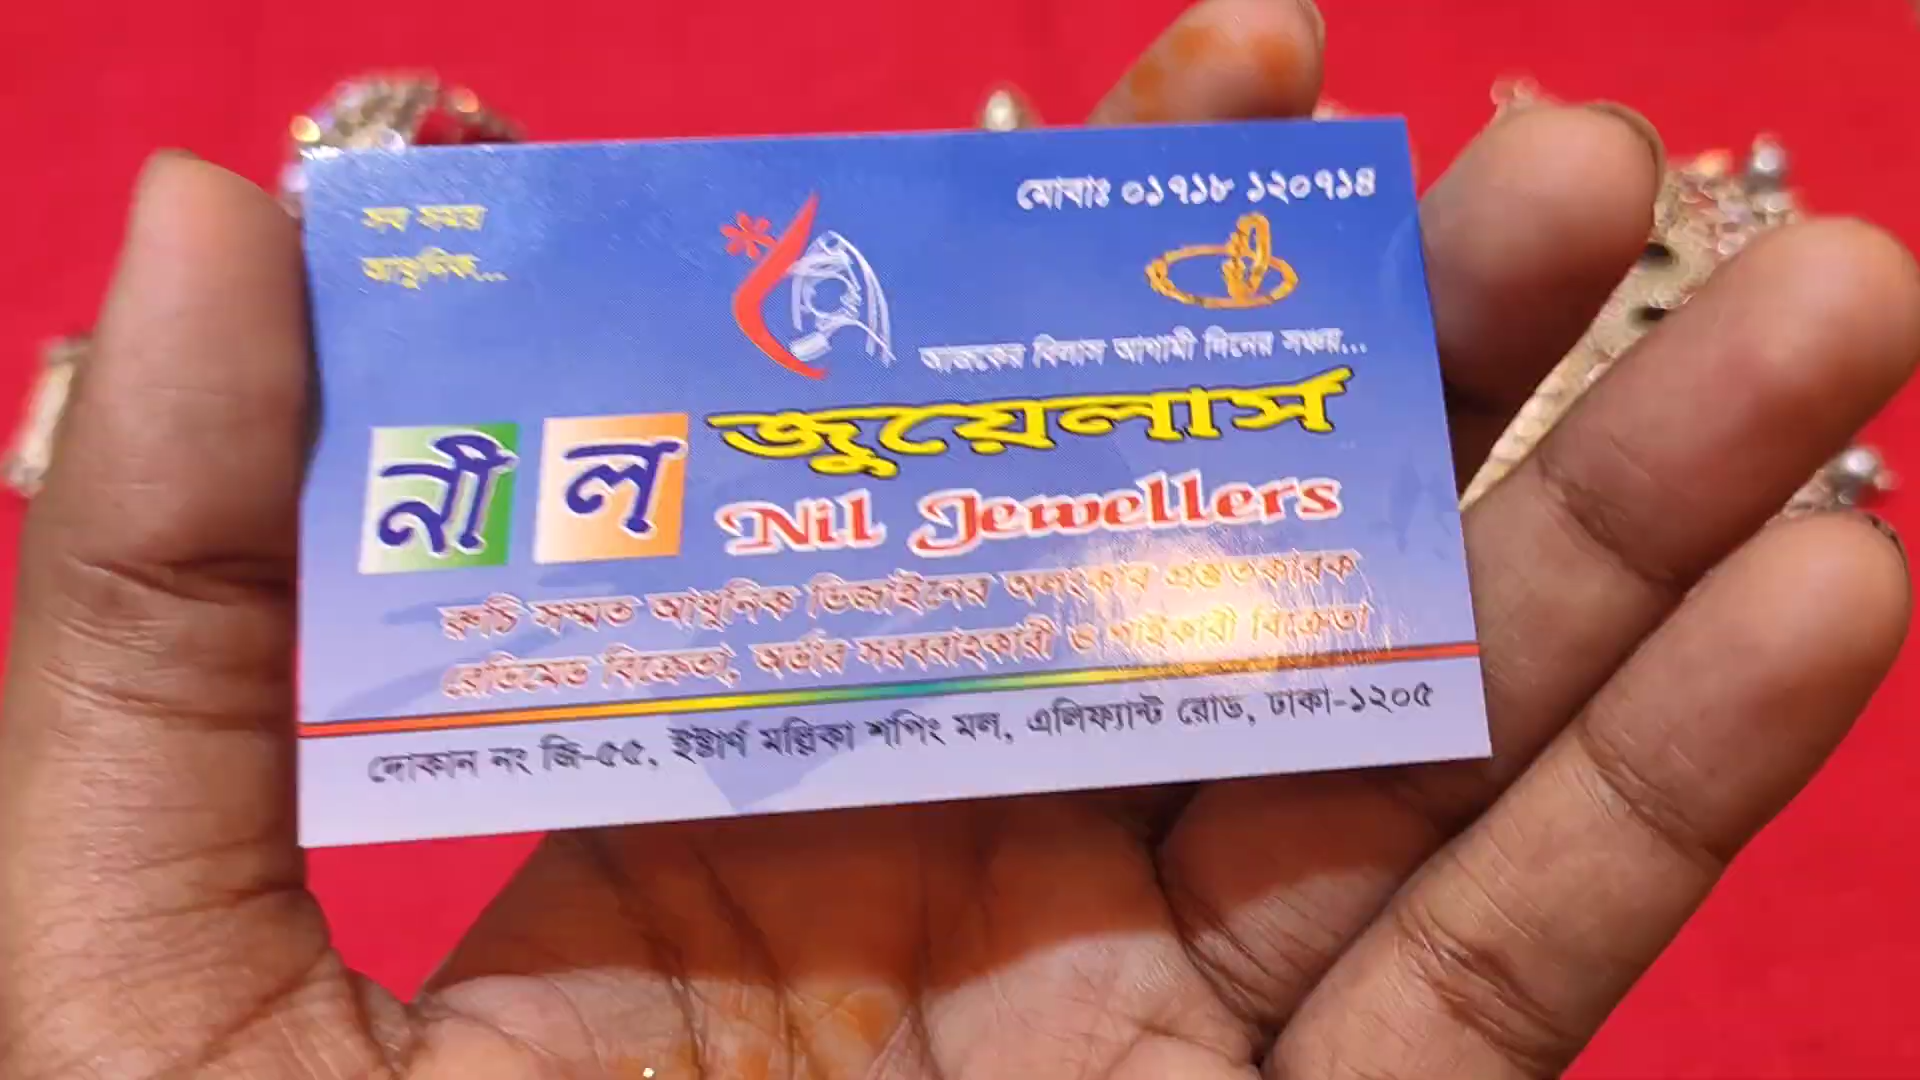 সব সময়
আধুনিক...
মোবাঃ ০১৭১৮ ১২০৭১৪
আজকের বিলাস আগামী দিনের সঞ্চয়...
নীল জুয়েলার্স
Nil Jewellers
রুচি সম্মত আধুনিক ডিজাইনের অলংকার প্রস্তুতকারক
রেডিমেড বিক্রেতা, অর্ডার সরবরাহকারী ও পাইকারী বিক্রেতা
দোকান নং জি-৫৫, ইষ্টার্ণ মল্লিকা শপিং মল, এলিফ্যান্ট রোড, ঢাকা-১২০৫